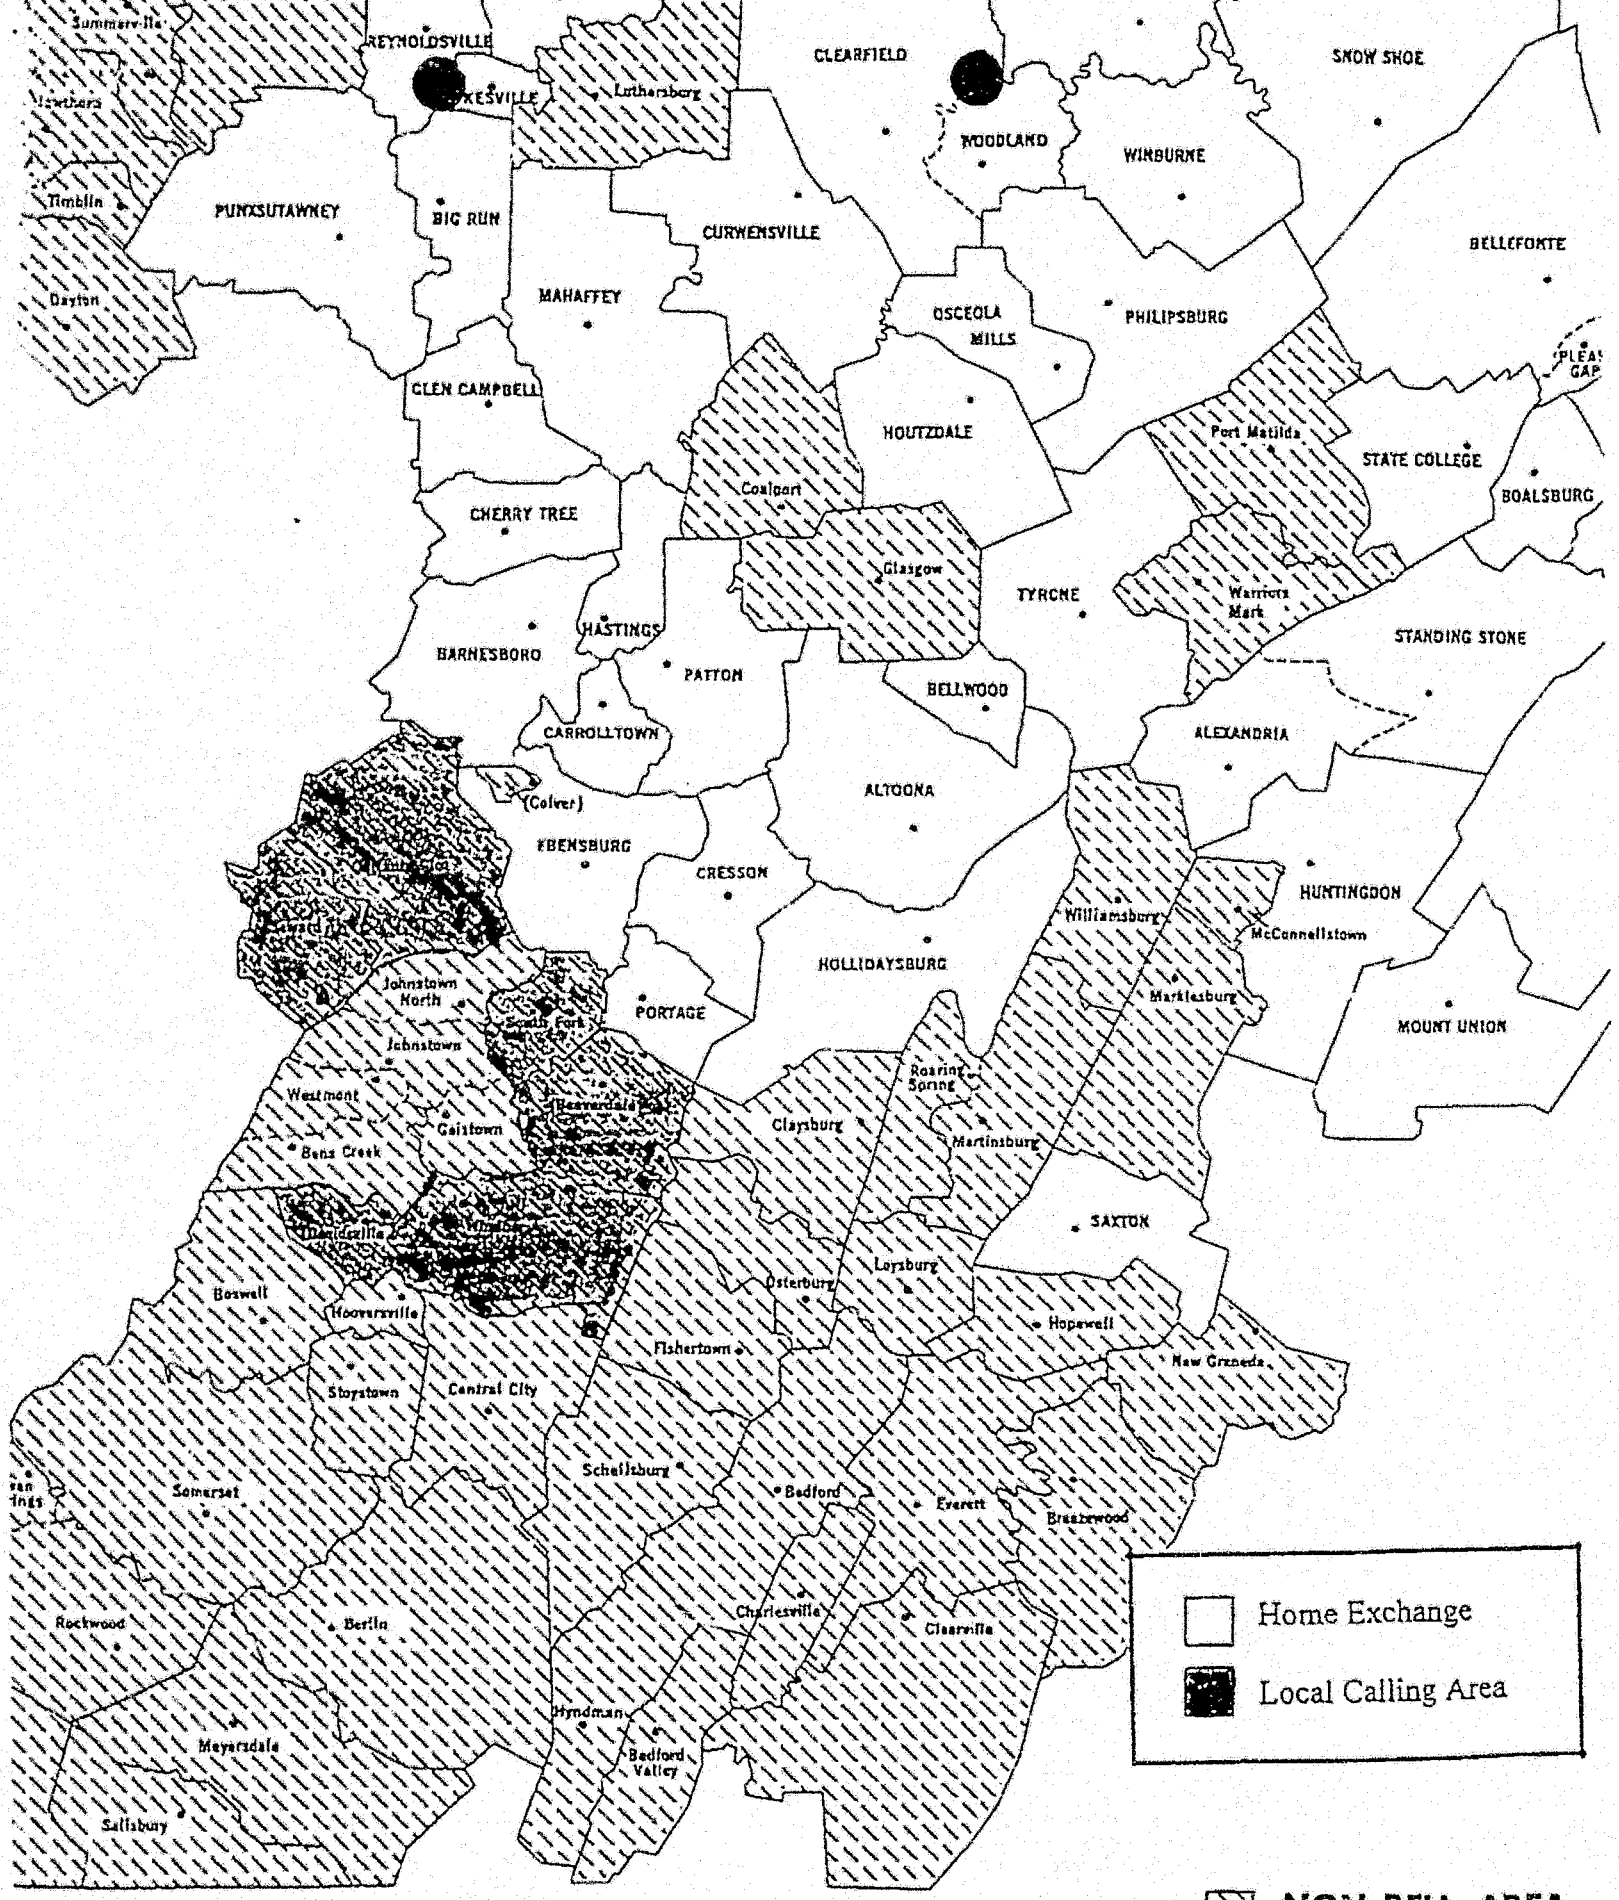 Summerville
REYNOLDSVILLE
CLEARFIELD
SNOW SHOE
Luthersburg
WOODLAND
WINBURNE
Timblin
PUNXSUTAWNEY
BIG RUN
CURWENSVILLE
BELLEFONTE
Dayton
MAHAFFEY
OSCEOLA
MILLS
PHILIPSBURG
GLEN CAMPBELL
HOUTZDALE
Port Matilda
STATE COLLEGE
Coalport
BOALSBURG
CHERRY TREE
Glasgow
TYRONE
Warriors
Mark
HASTINGS
STANDING STONE
BARNESBORO
PATTON
BELLWOOD
CARROLLTOWN
ALEXANDRIA
ALTOONA
(Colver)
EBENSBURG
CRESSON
HUNTINGDON
Williamsburg
McConnellstown
HOLLIDAYSBURG
Johnstown
North
Marklesburg
PORTAGE
South Fork
MOUNT UNION
Johnstown
Roaring
Spring
Westmont
Beaverdale
Geistown
Claysburg
Martinsburg
Bens Creek
SAXTON
Davidsville
Loysburg
Osterburg
Boswell
Hooversville
Hopewell
Fishertown
New Grenada
Stoystown
Central City
Schellsburg
Somerset
Bedford
Everett
Breezewood
Home Exchange
Charlesville
Rockwood
Berlin
Clearville
Local Calling Area
Hyndman
Meyersdale
Bedford
Valley
Salisbury